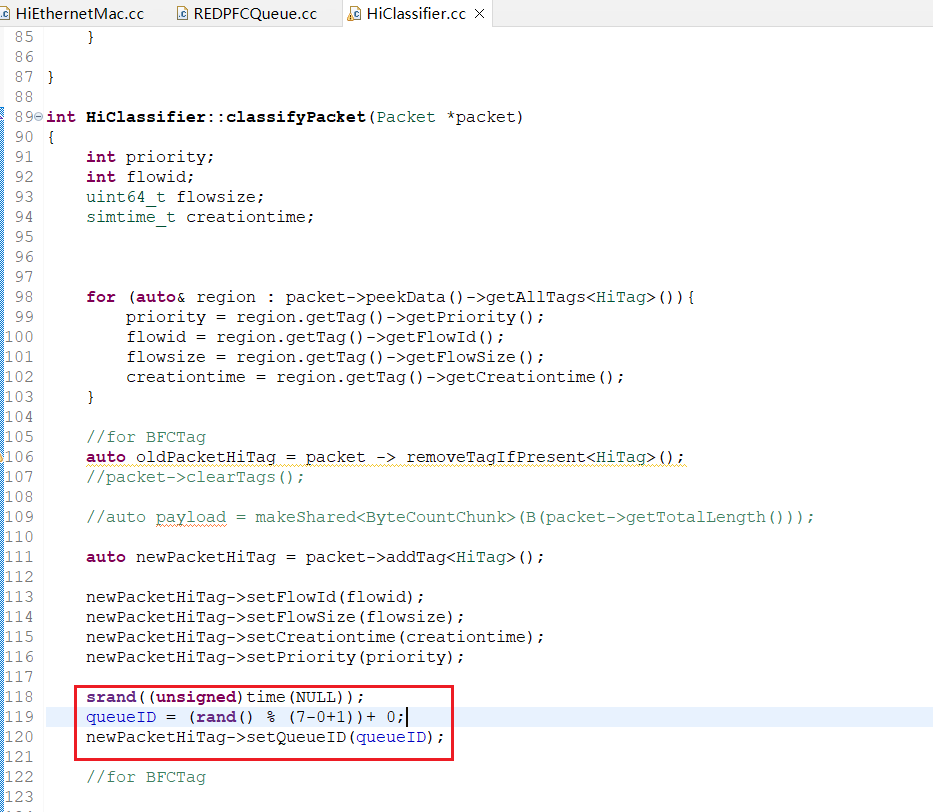 HiEthernetMac.cc REDPFCQueue.cc HiClassifier.cc
85 }
86
87 }
88
89 int HiClassifier::classifyPacket(Packet *packet)
90 {
91 int priority;
92 int flowid;
93 uint64_t flowsize;
94 simtime_t creationtime;
95
96
97
98 for (auto& region : packet->peekData()->getAllTags<HiTag>()){
99 priority = region.getTag()->getPriority();
100 flowid = region.getTag()->getFlowId();
101 flowsize = region.getTag()->getFlowSize();
102 creationtime = region.getTag()->getCreationtime();
103 }
104
105 //for BFCTag
106 auto oldPacketHiTag = packet -> removeTagIfPresent<HiTag>();
107 //packet->clearTags();
108
109 //auto payload = makeShared<ByteCountChunk>(B(packet->getTotalLength()));
110
111 auto newPacketHiTag = packet->addTag<HiTag>();
112
113 newPacketHiTag->setFlowId(flowid);
114 newPacketHiTag->setFlowSize(flowsize);
115 newPacketHiTag->setCreationtime(creationtime);
116 newPacketHiTag->setPriority(priority);
117
118 srand((unsigned)time(NULL));
119 queueID = (rand() % (7-0+1))+ 0;
120 newPacketHiTag->setQueueID(queueID);
121
122 //for BFCTag
123